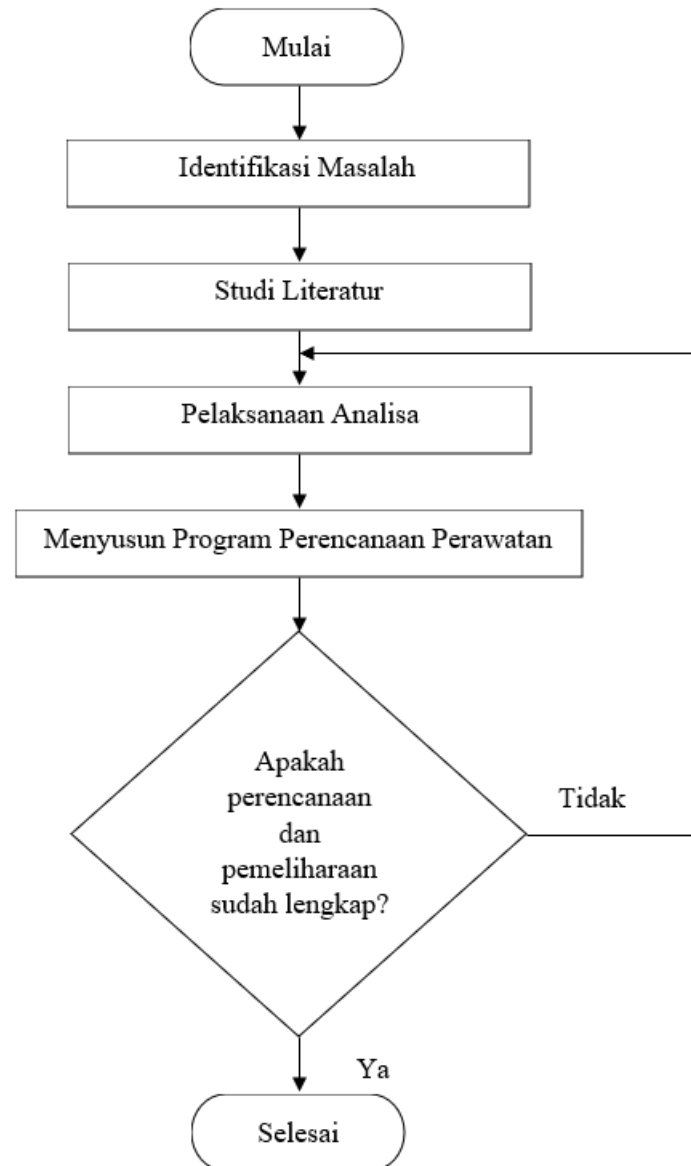 Mulai
Identifikasi Masalah
Studi Literatur
Pelaksanaan Analisa
Menyusun Program Perencanaan Perawatan
Apakah
perencanaan
dan
pemeliharaan
sudah lengkap?
Tidak
Ya
Selesai